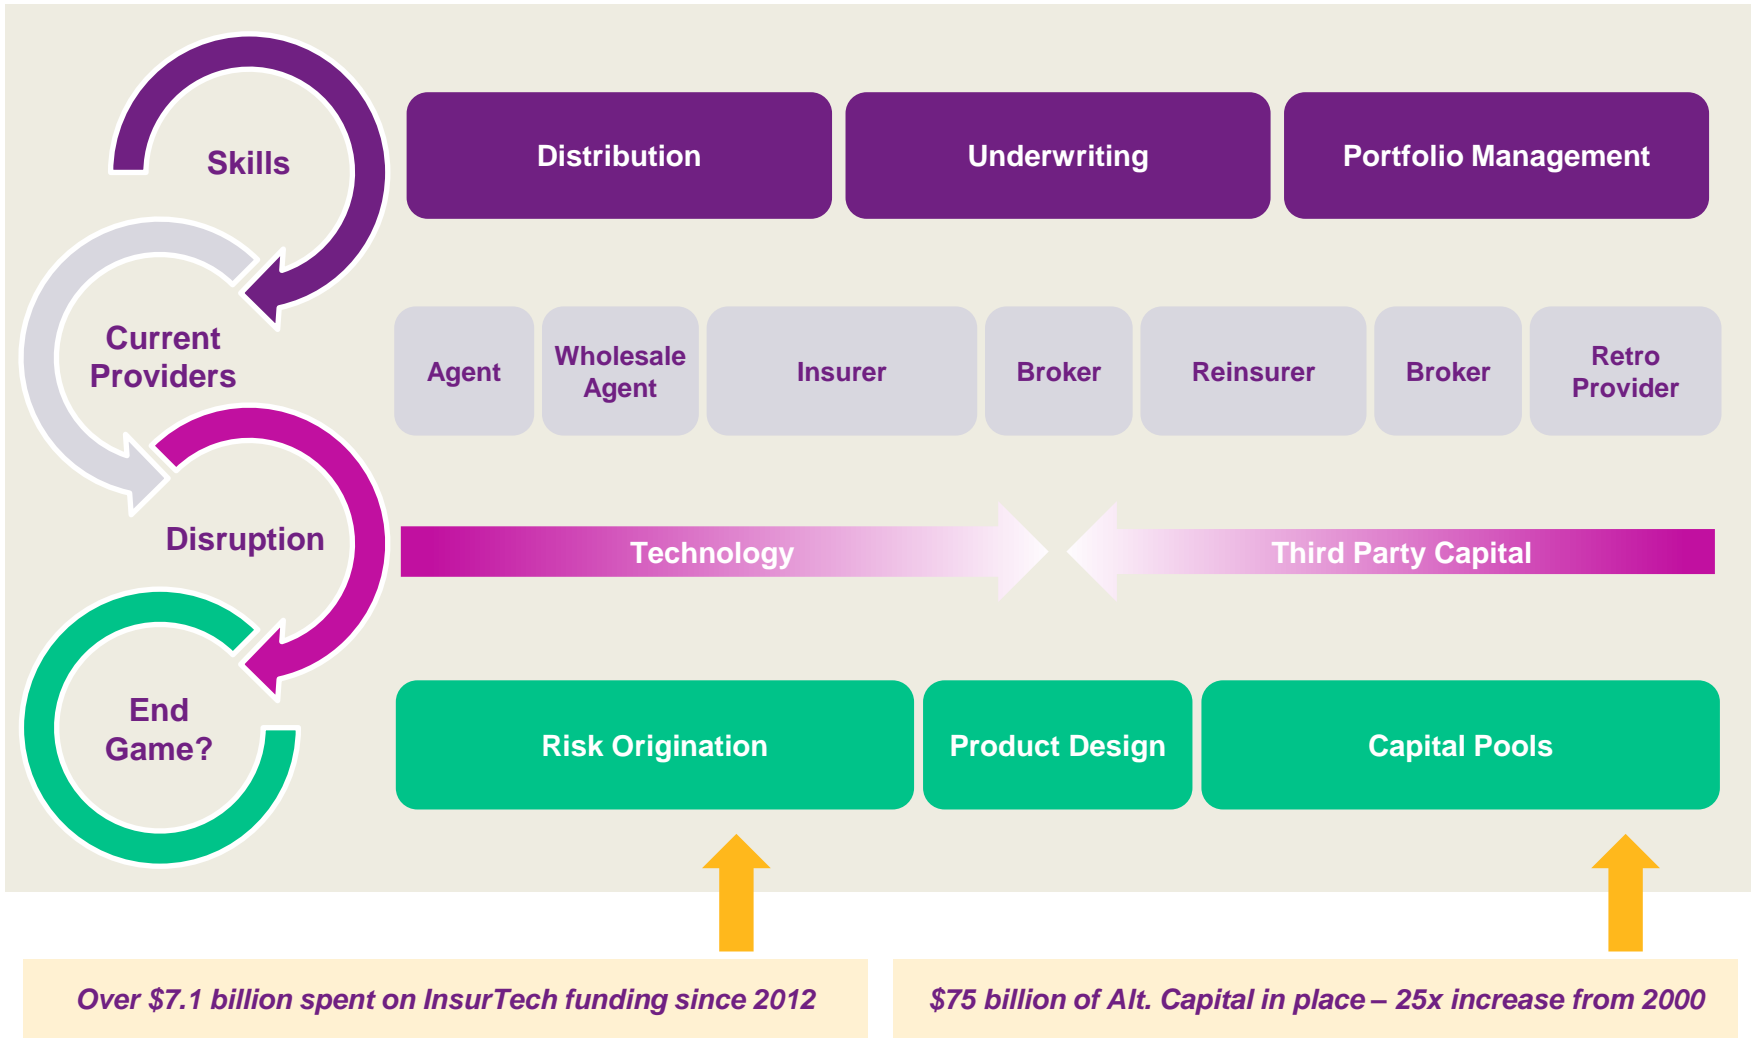 Skills
Distribution
Underwriting
Portfolio Management
Current
Providers
Agent
Wholesale
Agent
Insurer
Broker
Reinsurer
Broker
Retro
Provider
Disruption
Technology
Third Party Capital
End
Game?
Risk Origination
Product Design
Capital Pools
Over $7.1 billion spent on InsurTech funding since 2012
$75 billion of Alt. Capital in place – 25x increase from 2000